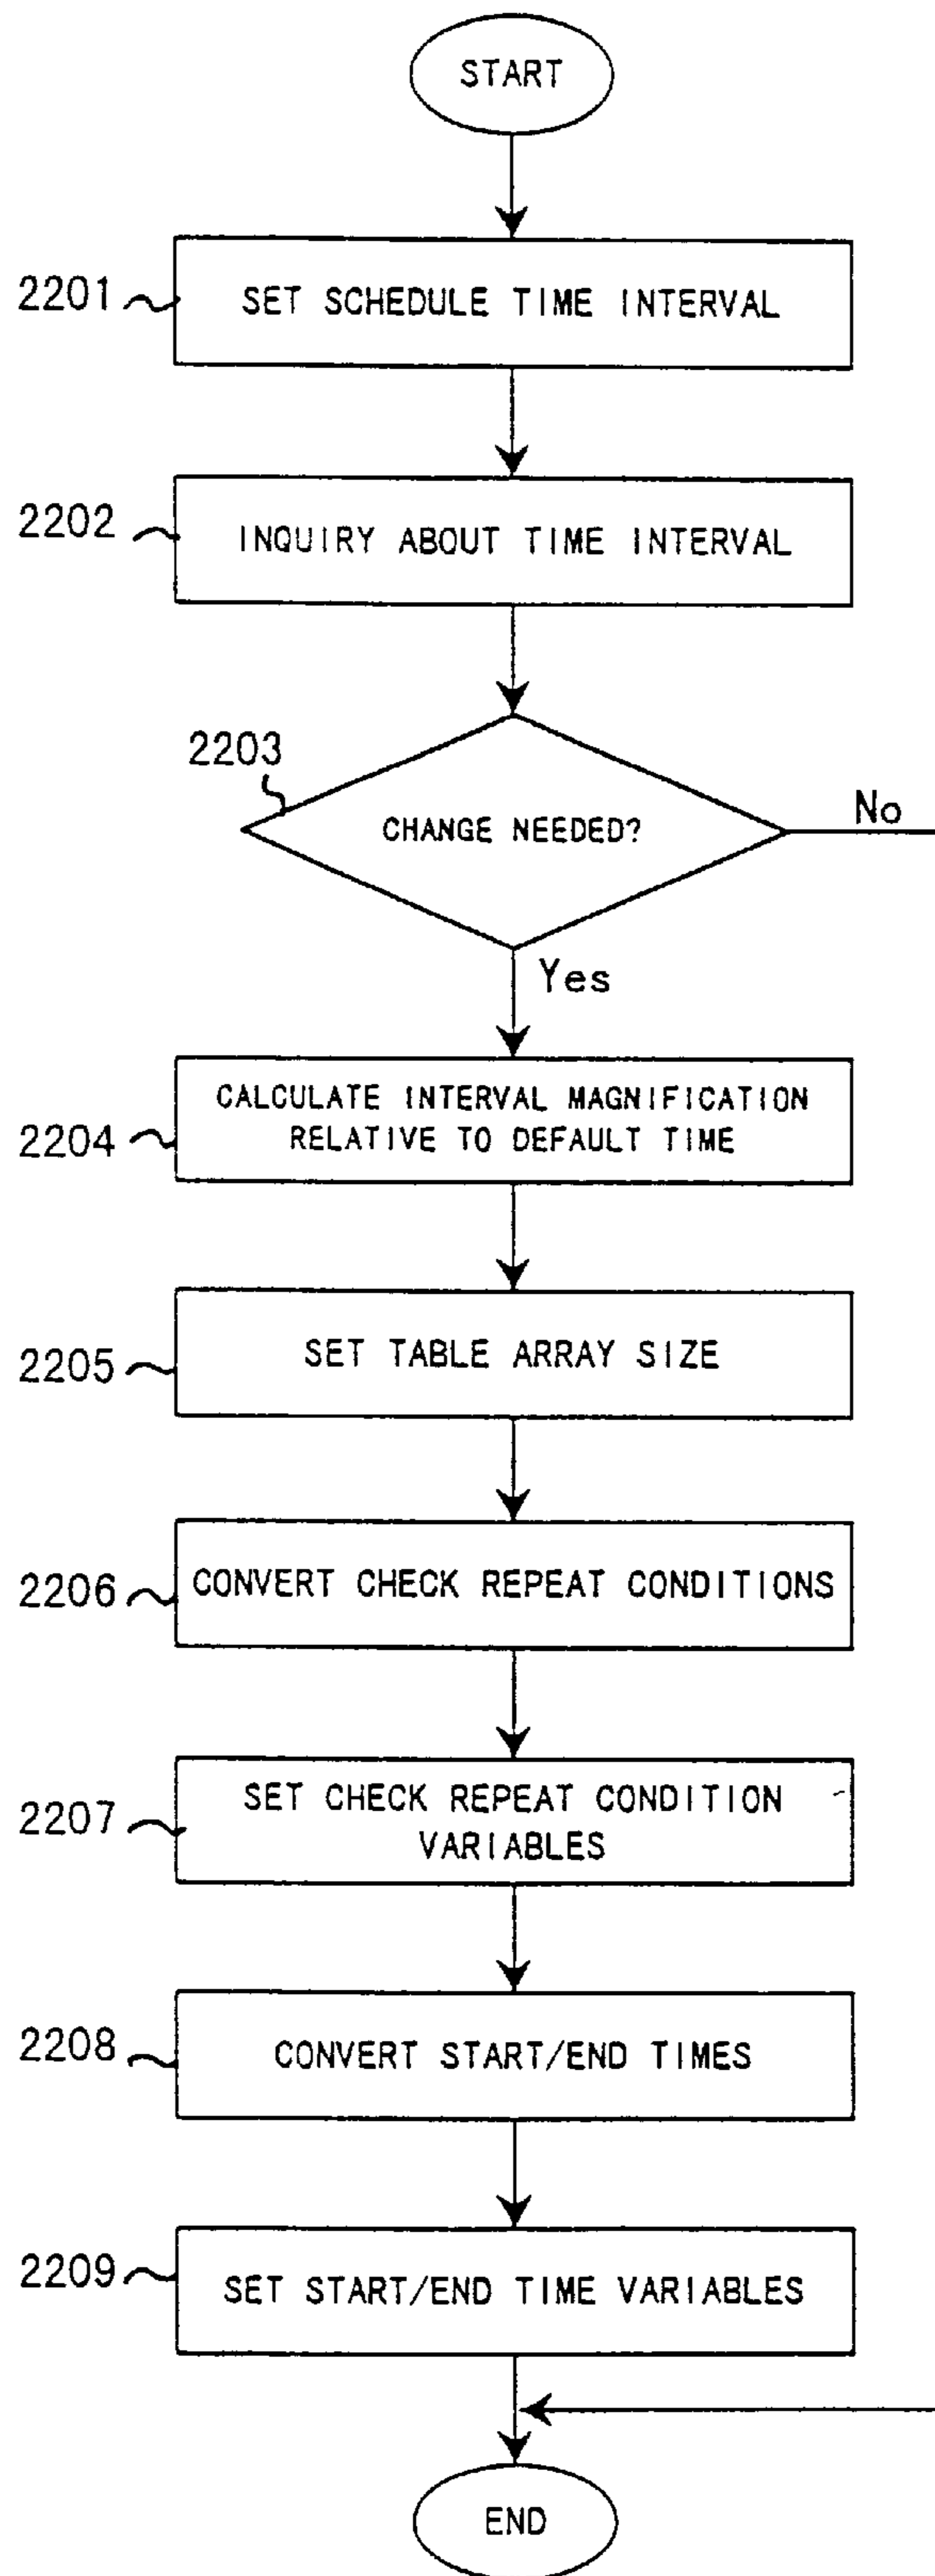 START
2201
SET SCHEDULE TIME INTERVAL
2202
INQUIRY ABOUT TIME INTERVAL
2203
CHANGE NEEDED?
No
Yes
2204
CALCULATE INTERVAL MAGNIFICATION
RELATIVE TO DEFAULT TIME
2205
SET TABLE ARRAY SIZE
2206
CONVERT CHECK REPEAT CONDITIONS
2207
SET CHECK REPEAT CONDITION
VARIABLES
2208
CONVERT START/END TIMES
2209
SET START/END TIME VARIABLES
END